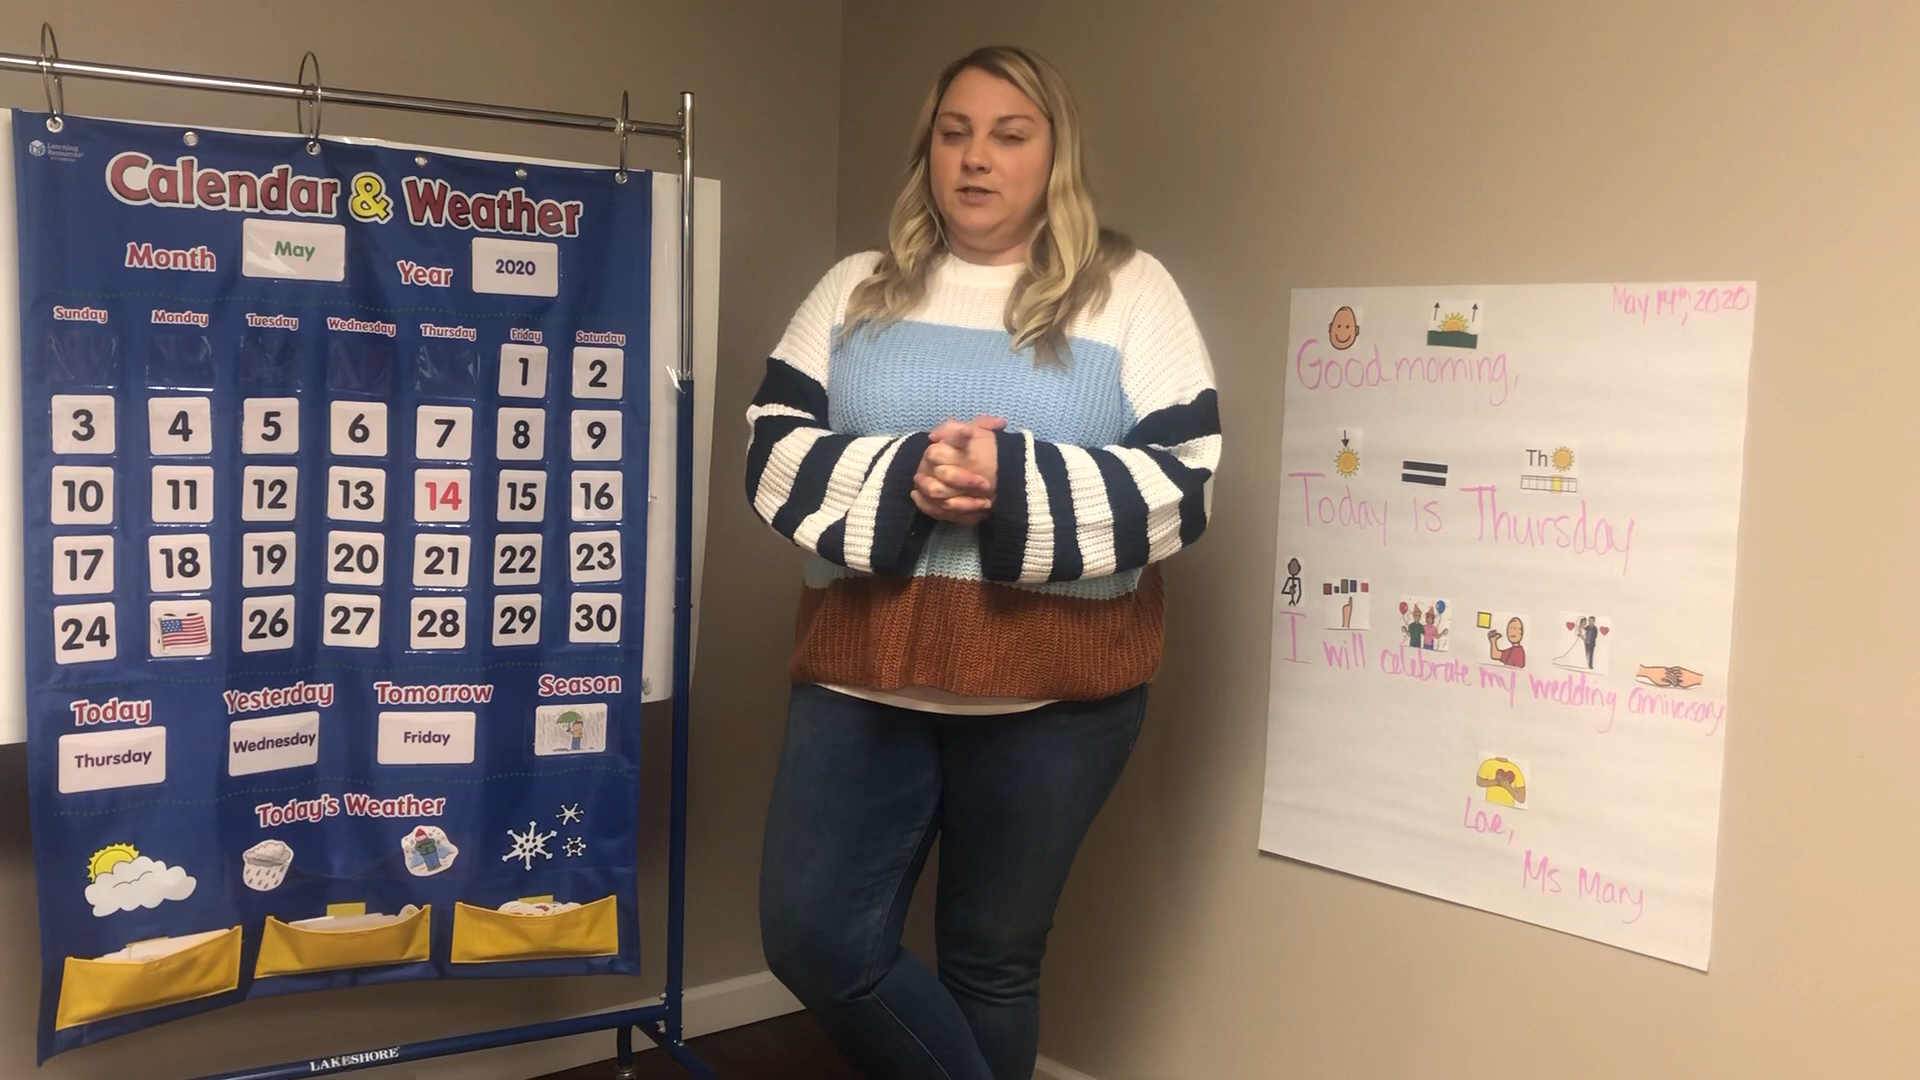 Learning Resources
Calendar & Weather
Month May Year 2020
Sunday Monday Tuesday Wednesday Thursday Friday Saturday
1 2
3 4 5 6 7 8 9
10 11 12 13 14 15 16
17 18 19 20 21 22 23
24 26 27 28 29 30
Today Yesterday Tomorrow Season
Thursday Wednesday Friday
Today's Weather
LAKESHORE
May 14th, 2020
Good morning,
Th
Today is Thursday
I will celebrate my wedding anniversary
Love,
Ms Mary